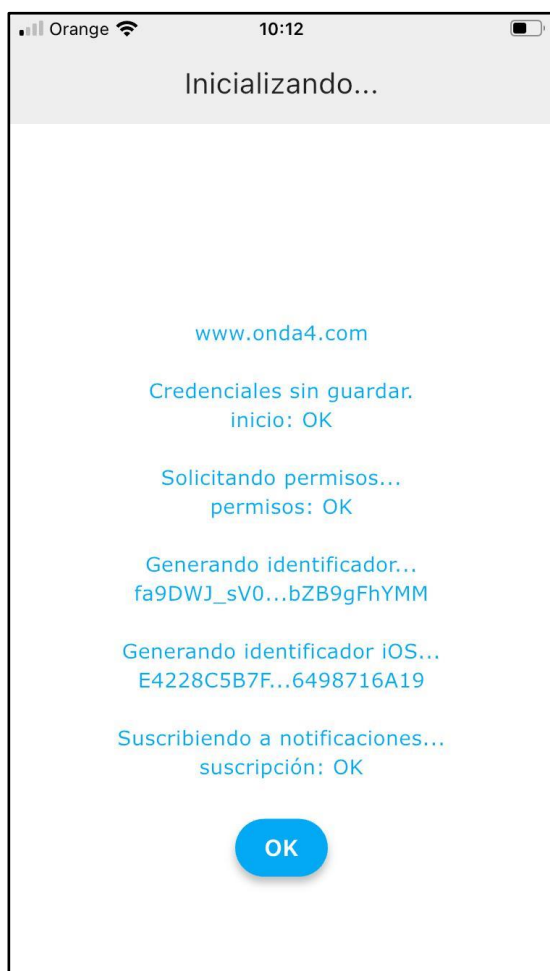 Orange
10:12
Inicializando...
www.onda4.com
Credenciales sin guardar.
inicio: OK
Solicitando permisos...
permisos: OK
Generando identificador...
fa9DWJ_sV0...bZB9gFhYMM
Generando identificador iOS...
E4228C5B7F...6498716A19
Suscribiendo a notificaciones...
suscripción: OK
OK